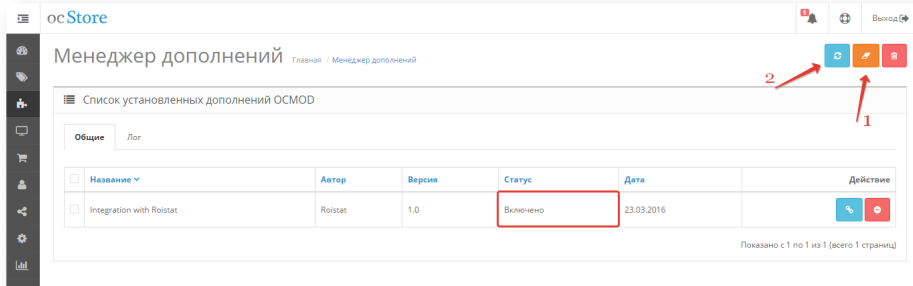 ocStore
1
Выход
Менеджер дополнений Главная / Менеджер дополнений
2
1
Список установленных дополнений OCMOD
Общие Лог
Название Автор Версия Статус Дата Действие
Integration with Roistat Roistat 1.0 Включено 23.03.2016
Показано с 1 по 1 из 1 (всего 1 страниц)